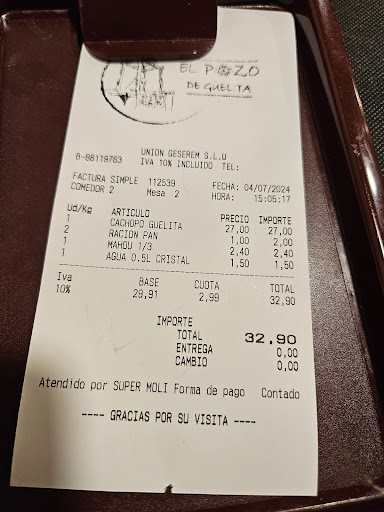 EL POZO
DE GUELITA
UNION GESEREM S.L.U
B-88119763 IVA 10% INCLUIDO TEL:
FACTURA SIMPLE 112539 FECHA: 04/07/2024
COMEDOR 2 Mesa 2 HORA: 15:05:17
Ud/Kg ARTICULO PRECIO IMPORTE
1 CACHOPO GUELITA 27,00 27,00
2 RACION PAN 1,00 2,00
1 MAHOU 1/3 2,40 2,40
1 AGUA 0.5L CRISTAL 1,50 1,50
Iva BASE CUOTA TOTAL
10% 29,91 2,99 32,90
IMPORTE
TOTAL 32,90
ENTREGA 0,00
CAMBIO 0,00
Atendido por SUPER MOLI Forma de pago Contado
---- GRACIAS POR SU VISITA ----